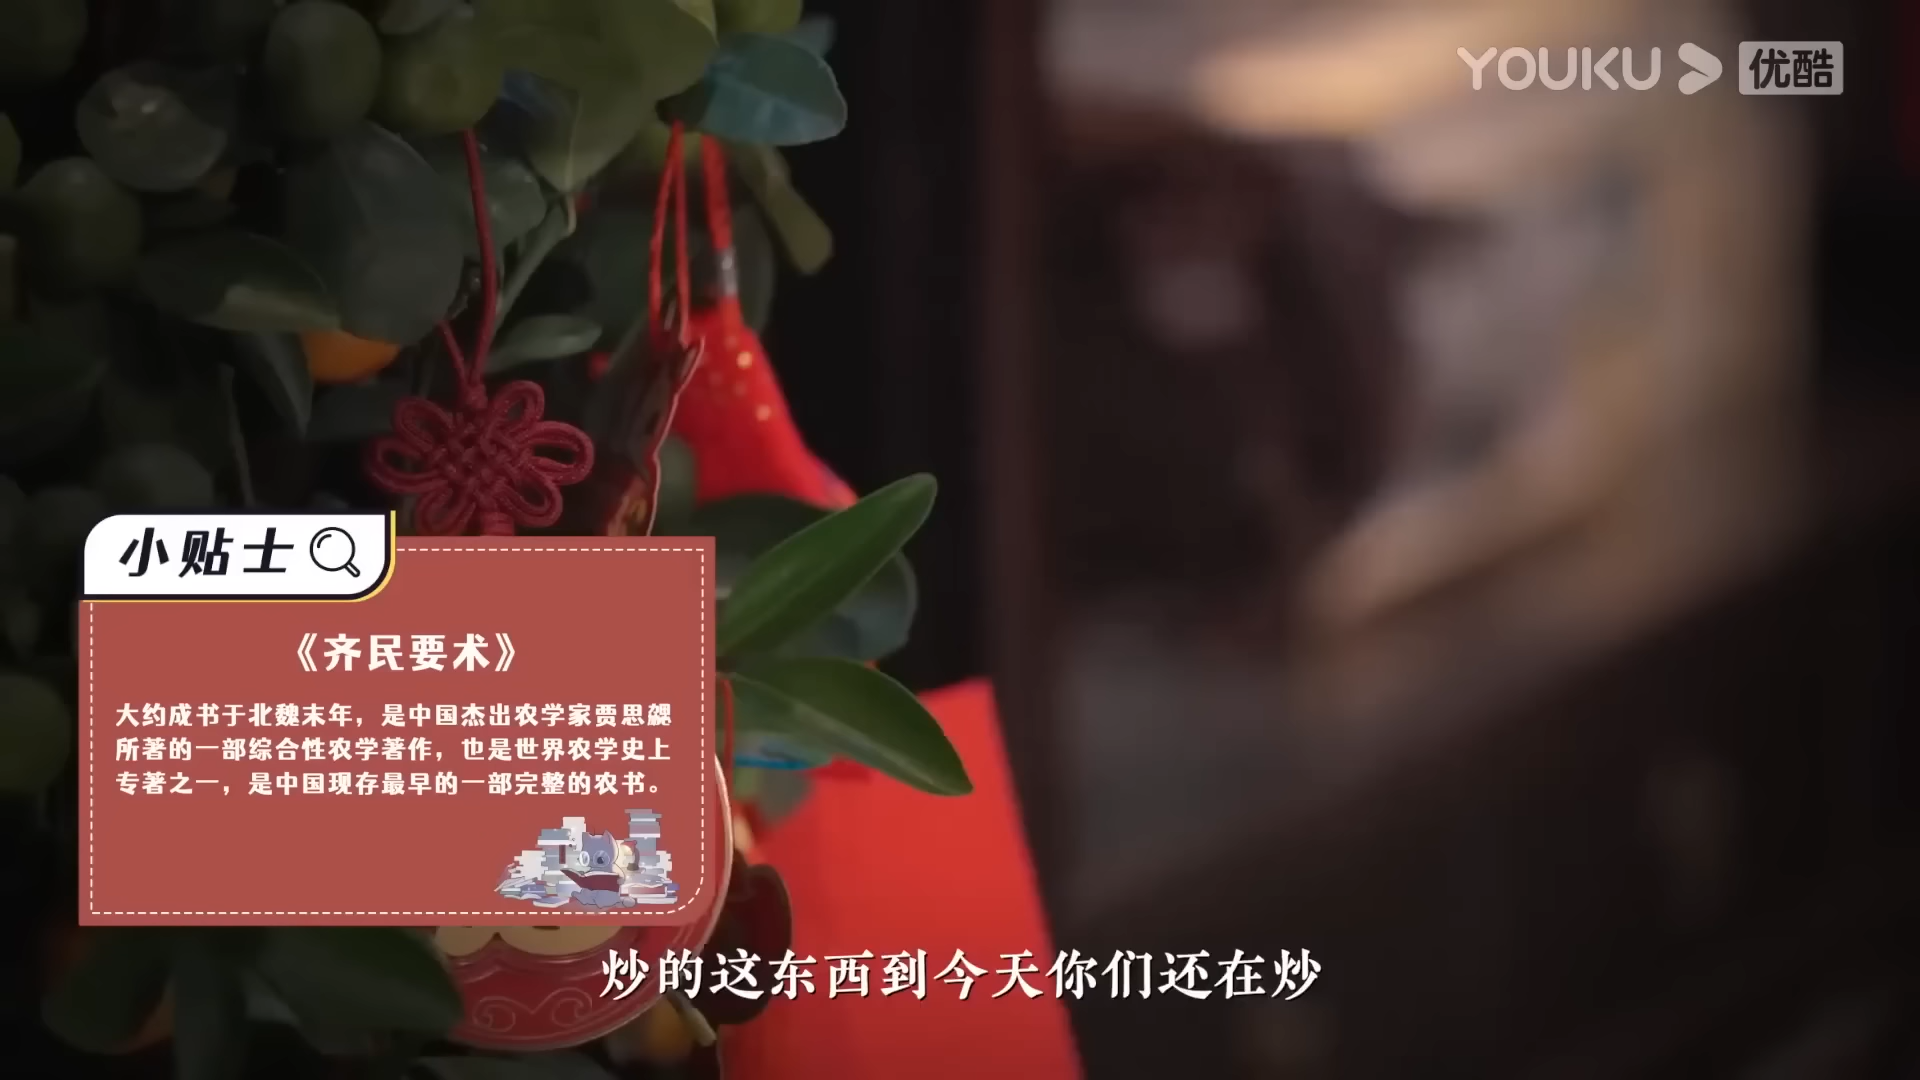 YOUKU 优酷
小贴士
《齐民要术》
大约成书于北魏末年，是中国杰出农学家贾思勰
所著的一部综合性农学著作，也是世界农学史上
专著之一，是中国现存最早的一部完整的农书。
炒的这东西到今天你们还在炒